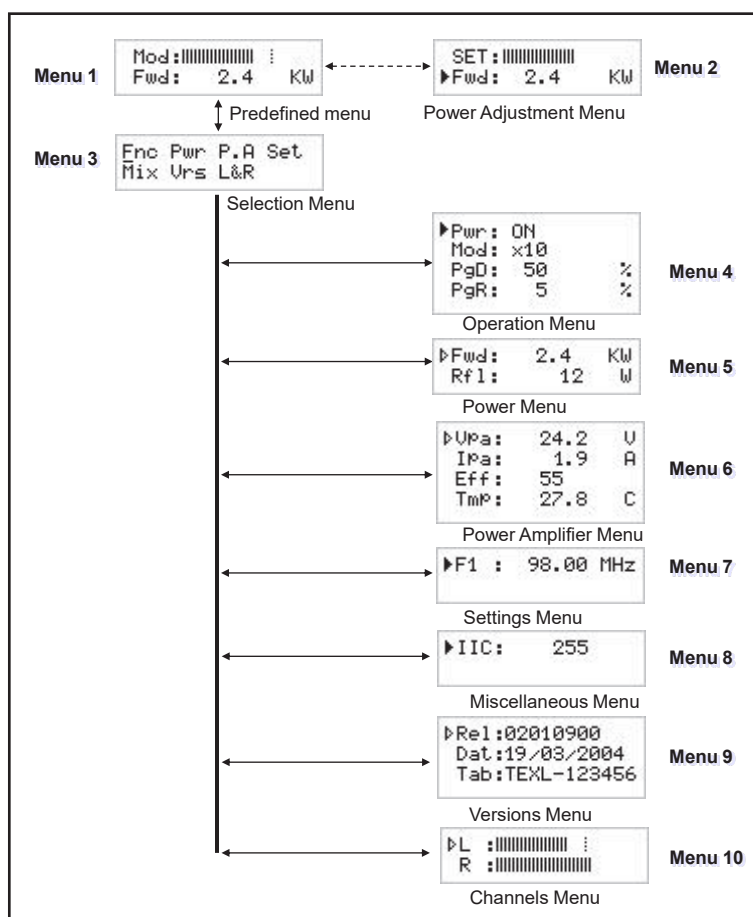 Menu 1
Mod:
Fwd: 2.4 KW
SET:
Fwd: 2.4 KW
Menu 2
Predefined menu
Power Adjustment Menu
Menu 3
Fnc Pwr P.A Set
Mix Vrs L&R
Selection Menu
Pwr: ON
Mod: x10
PgD: 50 %
PgR: 5 %
Menu 4
Operation Menu
Fwd: 2.4 KW
Rfl: 12 W
Menu 5
Power Menu
Vpa: 24.2 V
Ipa: 1.9 A
Eff: 55
Tmp: 27.8 C
Menu 6
Power Amplifier Menu
F1 : 98.00 MHz
Menu 7
Settings Menu
IIC: 255
Menu 8
Miscellaneous Menu
Rel:02010900
Dat:19/03/2004
Tab:TEXL-123456
Menu 9
Versions Menu
L :
R :
Menu 10
Channels Menu